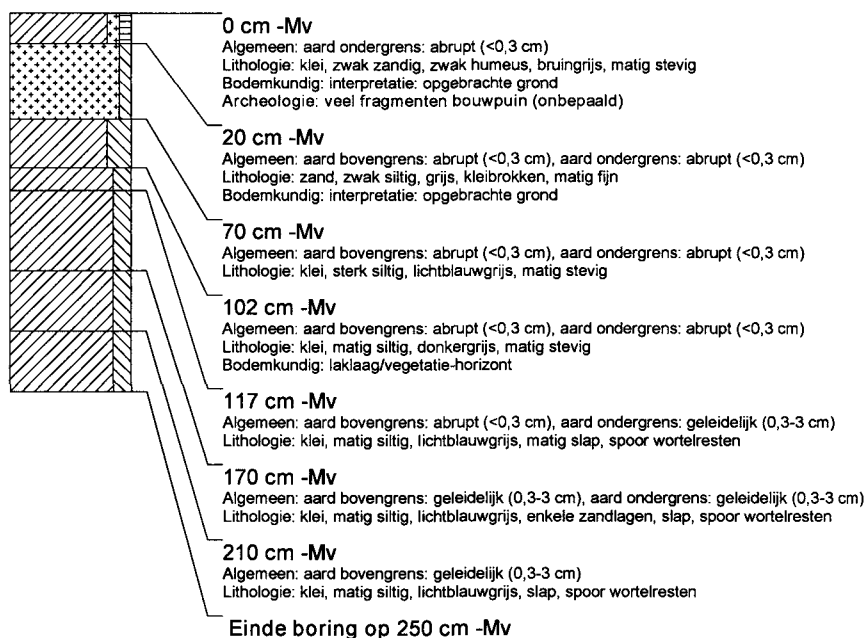 0 cm -Mv
Algemeen: aard ondergrens: abrupt (<0,3 cm)
Lithologie: klei, zwak zandig, zwak humeus, bruingrijs, matig stevig
Bodemkundig: interpretatie: opgebrachte grond
Archeologie: veel fragmenten bouwpuin (onbepaald)
20 cm -Mv
Algemeen: aard bovengrens: abrupt (<0,3 cm), aard ondergrens: abrupt (<0,3 cm)
Lithologie: zand, zwak siltig, grijs, kleibrokken, matig fijn
Bodemkundig: interpretatie: opgebrachte grond
70 cm -Mv
Algemeen: aard bovengrens: abrupt (<0,3 cm), aard ondergrens: abrupt (<0,3 cm)
Lithologie: klei, sterk siltig, lichtblauwgrijs, matig stevig
102 cm -Mv
Algemeen: aard bovengrens: abrupt (<0,3 cm), aard ondergrens: abrupt (<0,3 cm)
Lithologie: klei, matig siltig, donkergrijs, matig stevig
Bodemkundig: laklaag/vegetatie-horizont
117 cm -Mv
Algemeen: aard bovengrens: abrupt (<0,3 cm), aard ondergrens: geleidelijk (0,3-3 cm)
Lithologie: klei, matig siltig, lichtblauwgrijs, matig slap, spoor wortelresten
170 cm -Mv
Algemeen: aard bovengrens: geleidelijk (0,3-3 cm), aard ondergrens: geleidelijk (0,3-3 cm)
Lithologie: klei, matig siltig, lichtblauwgrijs, enkele zandlagen, slap, spoor wortelresten
210 cm -Mv
Algemeen: aard bovengrens: geleidelijk (0,3-3 cm)
Lithologie: klei, matig siltig, lichtblauwgrijs, slap, spoor wortelresten
Einde boring op 250 cm -Mv